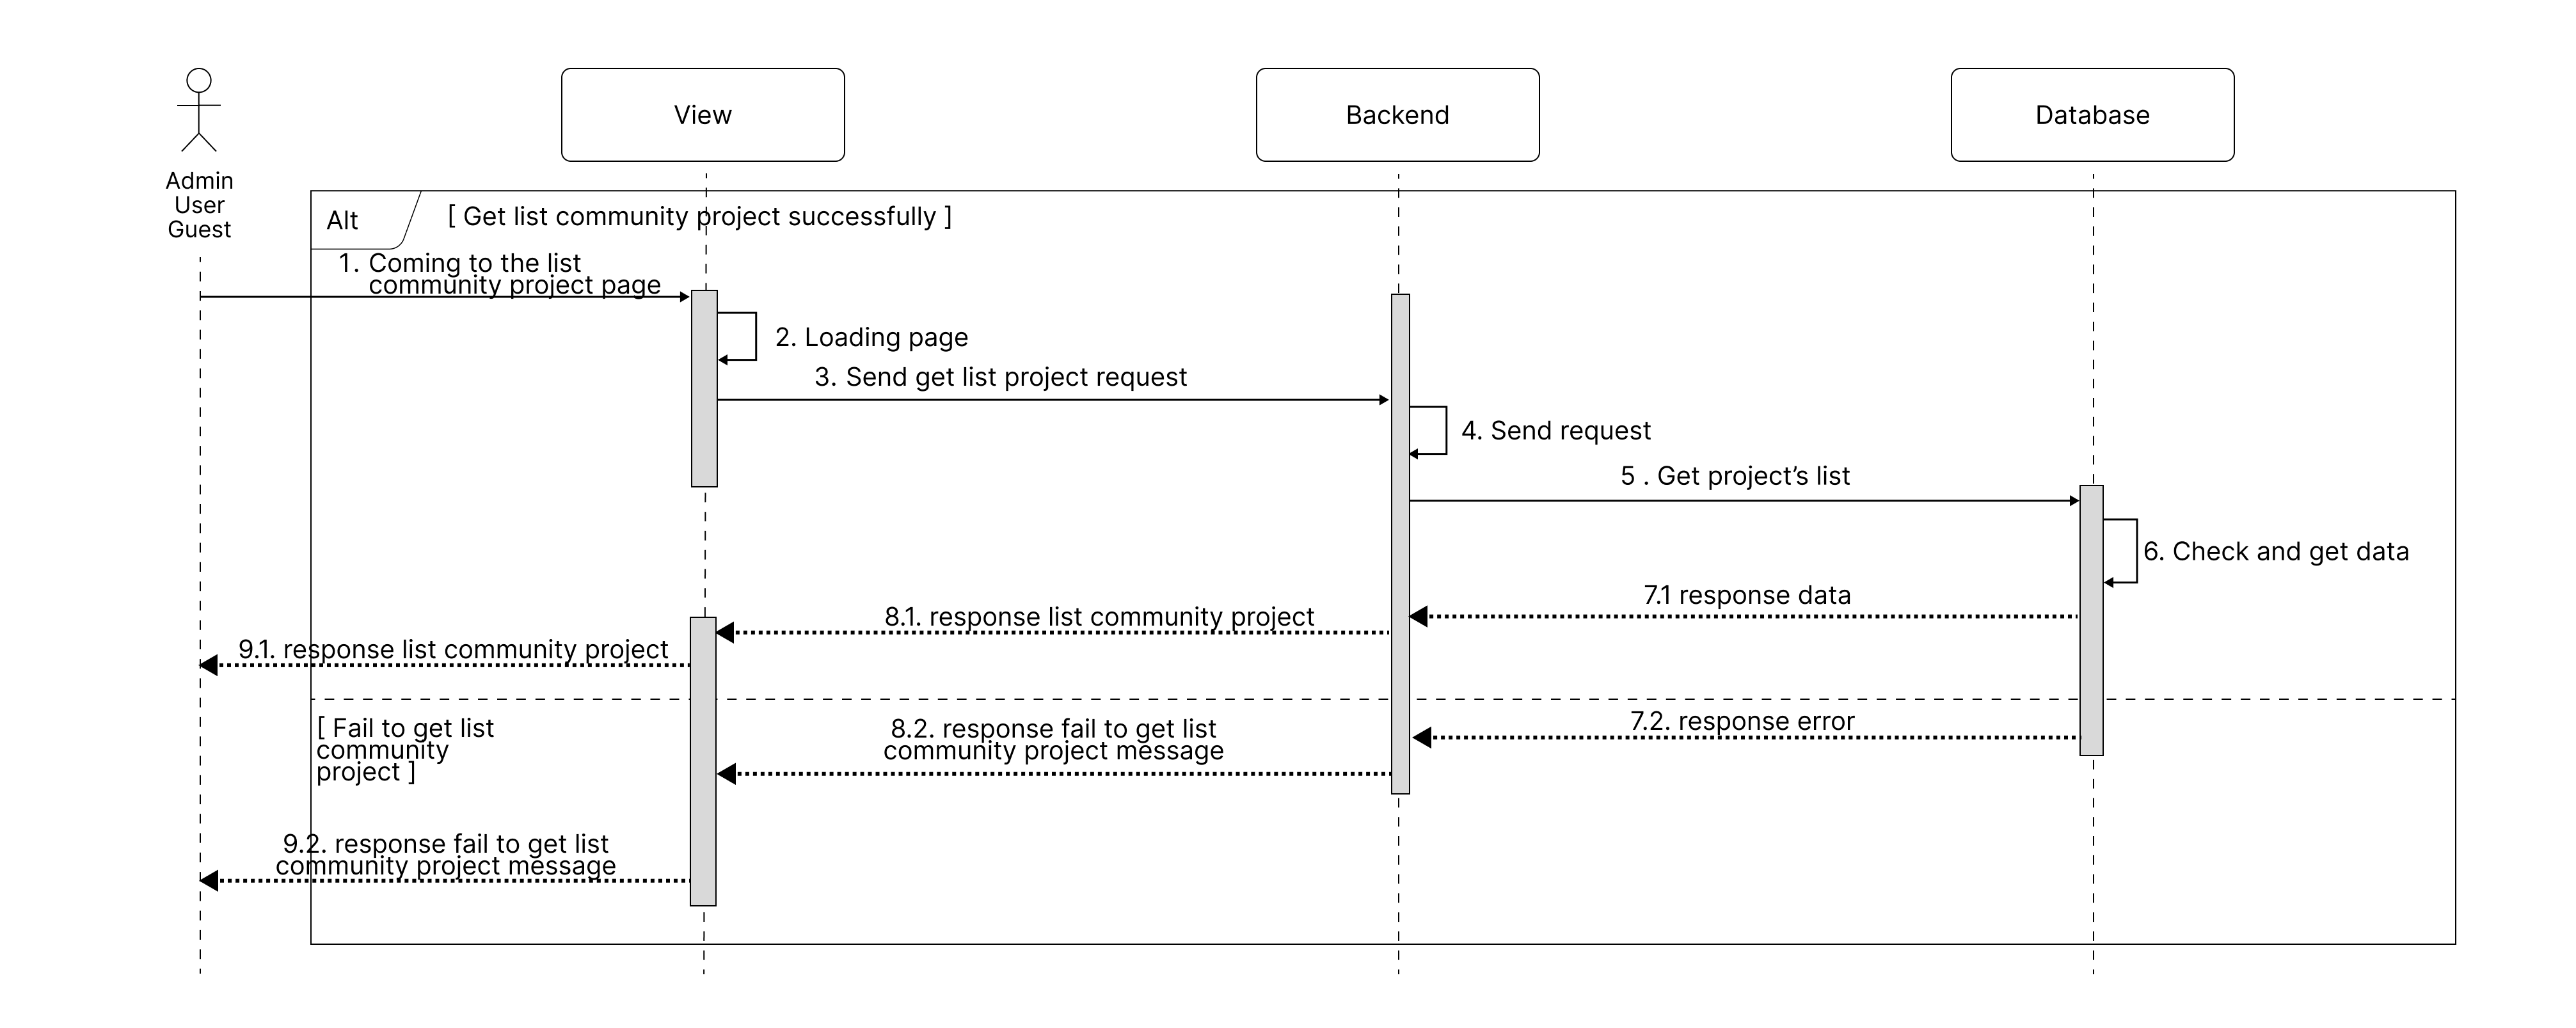 View
Backend
Database
Admin
User
Guest
Alt
[ Get list community project successfully ]
1. Coming to the list
community project page
2. Loading page
3. Send get list project request
4. Send request
5 . Get project’s list
6. Check and get data
7.1 response data
8.1. response list community project
9.1. response list community project
[ Fail to get list
community
project ]
7.2. response error
8.2. response fail to get list
community project message
9.2. response fail to get list
community project message